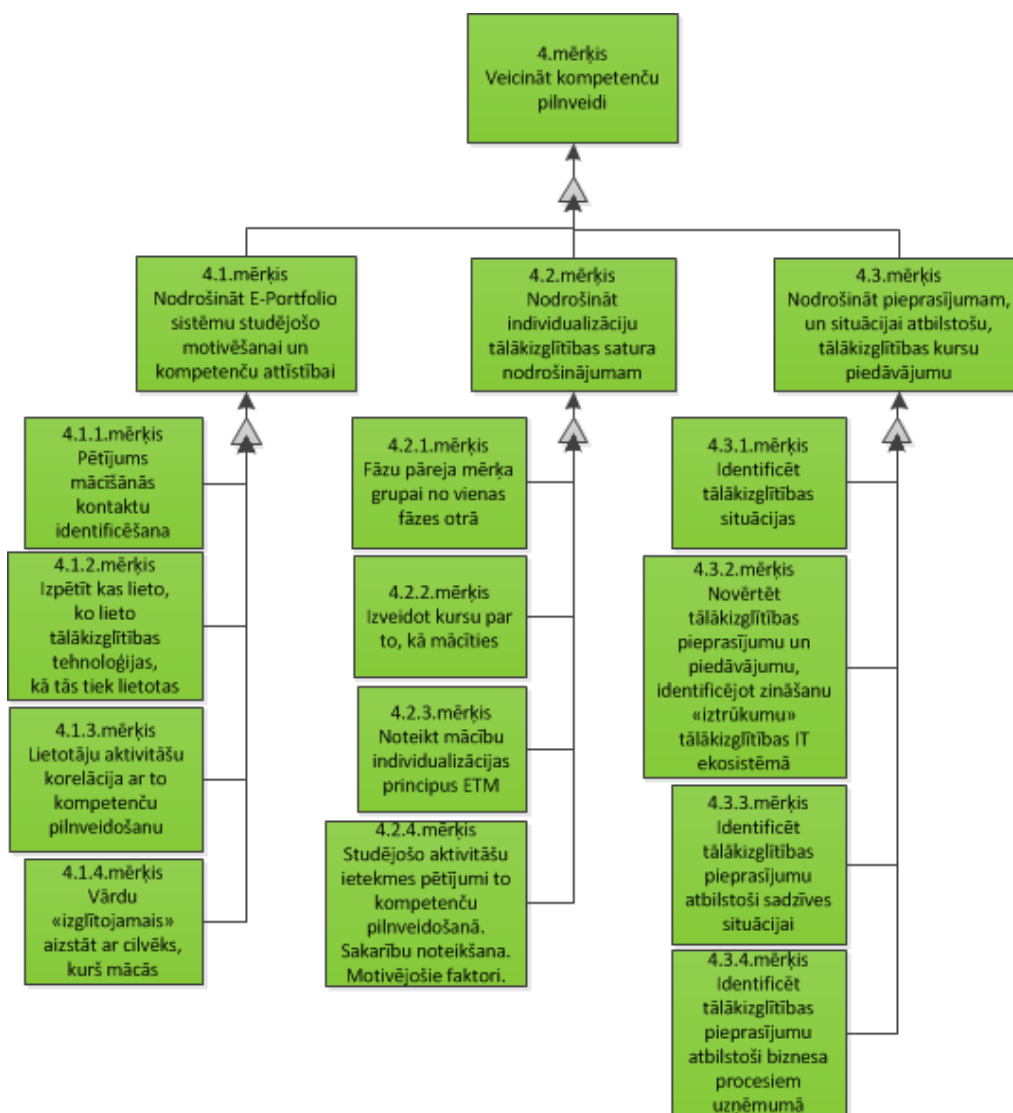 4.mērķis
Veicināt kompetenču
pilnveidi
4.1.mērķis
Nodrošināt E-Portfolio
sistēmu studējošo
motivēšanai un
kompetenču attīstībai
4.2.mērķis
Nodrošināt
individualizāciju
tālākizglītības satura
nodrošinājumam
4.3.mērķis
Nodrošināt pieprasījumam,
un situācijai atbilstošu,
tālākizglītības kursu
piedāvājumu
4.1.1.mērķis
Pētījums
mācīšānās
kontaktu
identificēšana
4.1.2.mērķis
Izpētīt kas lieto,
ko lieto
tālākizglītības
tehnoloģijas,
kā tās tiek lietotas
4.1.3.mērķis
Lietotāju aktivitāšu
korelācija ar to
kompetenču
pilnveidošanu
4.1.4.mērķis
Vārdu
«izglītojamais»
aizstāt ar cilvēks,
kurš mācās
4.2.1.mērķis
Fāzu pāreja mērķa
grupai no vienas
fāzes otrā
4.2.2.mērķis
Izveidot kursu par
to, kā mācīties
4.2.3.mērķis
Noteikt mācību
individualizācijas
principus ETM
4.2.4.mērķis
Studējošo aktivitāšu
ietekmes pētījumi to
kompetenču
pilnveidošanā.
Sakarību noteikšana.
Motivējošie faktori.
4.3.1.mērķis
Identificēt
tālākizglītības
situācijas
4.3.2.mērķis
Novērtēt
tālākizglītības
pieprasījumu un
piedāvājumu,
identificējot zināšanu
«iztrūkumu»
tālākizglītības IT
ekosistēmā
4.3.3.mērķis
Identificēt
tālākizglītības
pieprasījumu
atbilstoši sadzīves
situācijai
4.3.4.mērķis
Identificēt
tālākizglītības
pieprasījumu
atbilstoši biznesa
procesiem
uzņēmumā